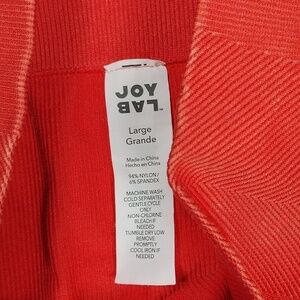 JOY
LAB
™
Large
Grande
Made in China
Hecho en China
94% NYLON/
6% SPANDEX
MACHINE WASH
COLD SEPARATELY
GENTLE CYCLE
ONLY
NON-CHLORINE
BLEACH IF
NEEDED
TUMBLE DRY LOW
REMOVE
PROMPTLY
COOL IRON IF
NEEDED